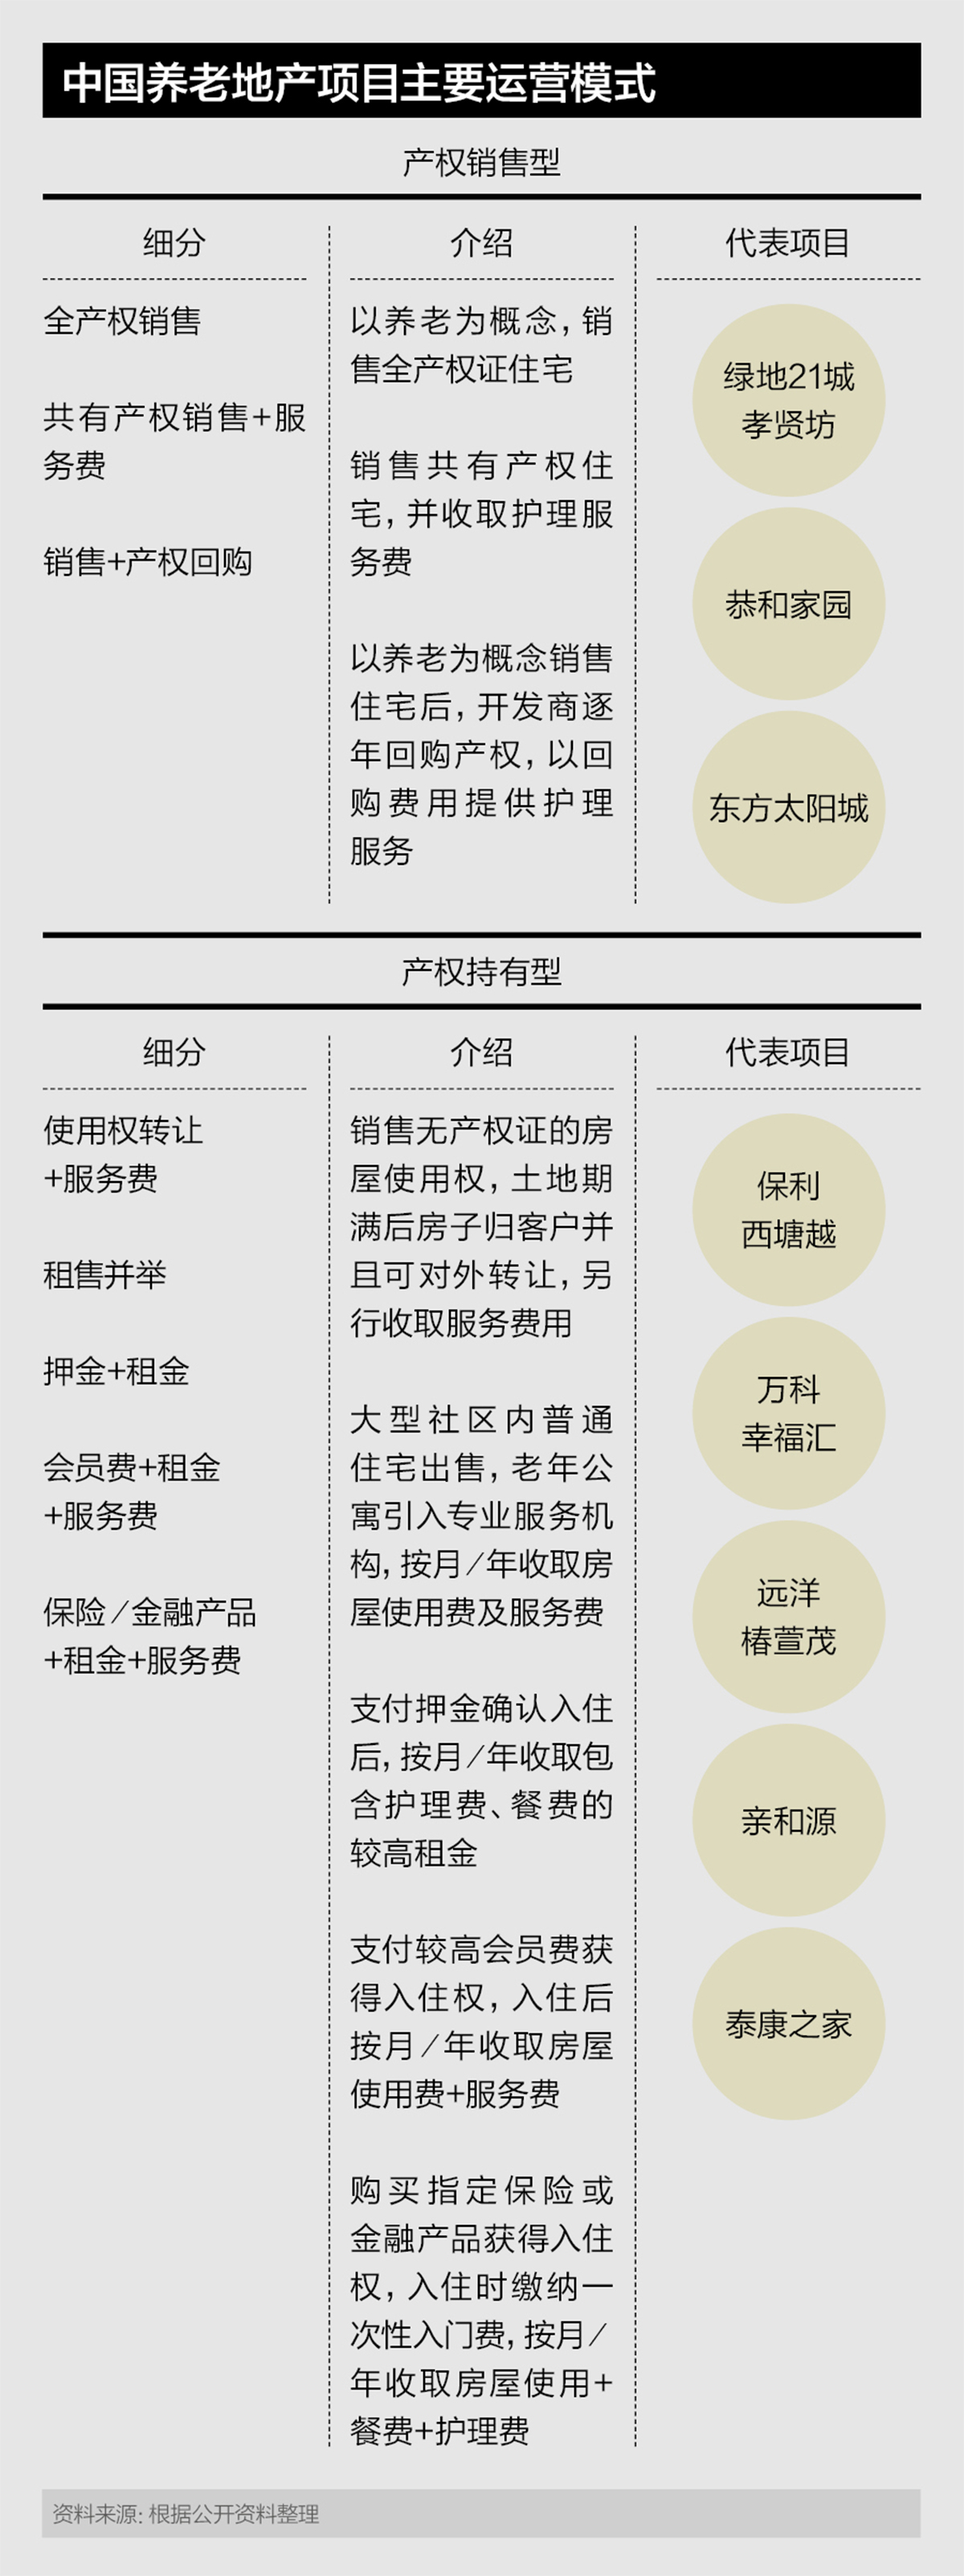 中国养老地产项目主要运营模式
产权销售型
细分
全产权销售
共有产权销售+服
务费
销售+产权回购
介绍
以养老为概念，销
售全产权证住宅
销售共有产权住
宅，并收取护理服
务费
以养老为概念销售
住宅后，开发商逐
年回购产权，以回
购费用提供护理
服务
代表项目
绿地21城
孝贤坊
恭和家园
东方太阳城
产权持有型
细分
使用权转让
+服务费
租售并举
押金+租金
会员费+租金
+服务费
保险/金融产品
+租金+服务费
介绍
销售无产权证的房
屋使用权，土地期
满后房子归客户并
且可对外转让，另
行收取服务费用
大型社区内普通
住宅出售，老年公
寓引入专业服务机
构，按月/年收取房
屋使用费及服务费
支付押金确认入住
后，按月/年收取包
含护理费、餐费的
较高租金
支付较高会员费获
得入住权，入住后
按月/年收取房屋
使用费+服务费
购买指定保险或
金融产品获得入住
权，入住时缴纳一
次性入门费，按月/
年收取房屋使用+
餐费+护理费
代表项目
保利
西塘越
万科
幸福汇
远洋
椿萱茂
亲和源
泰康之家
资料来源：根据公开资料整理